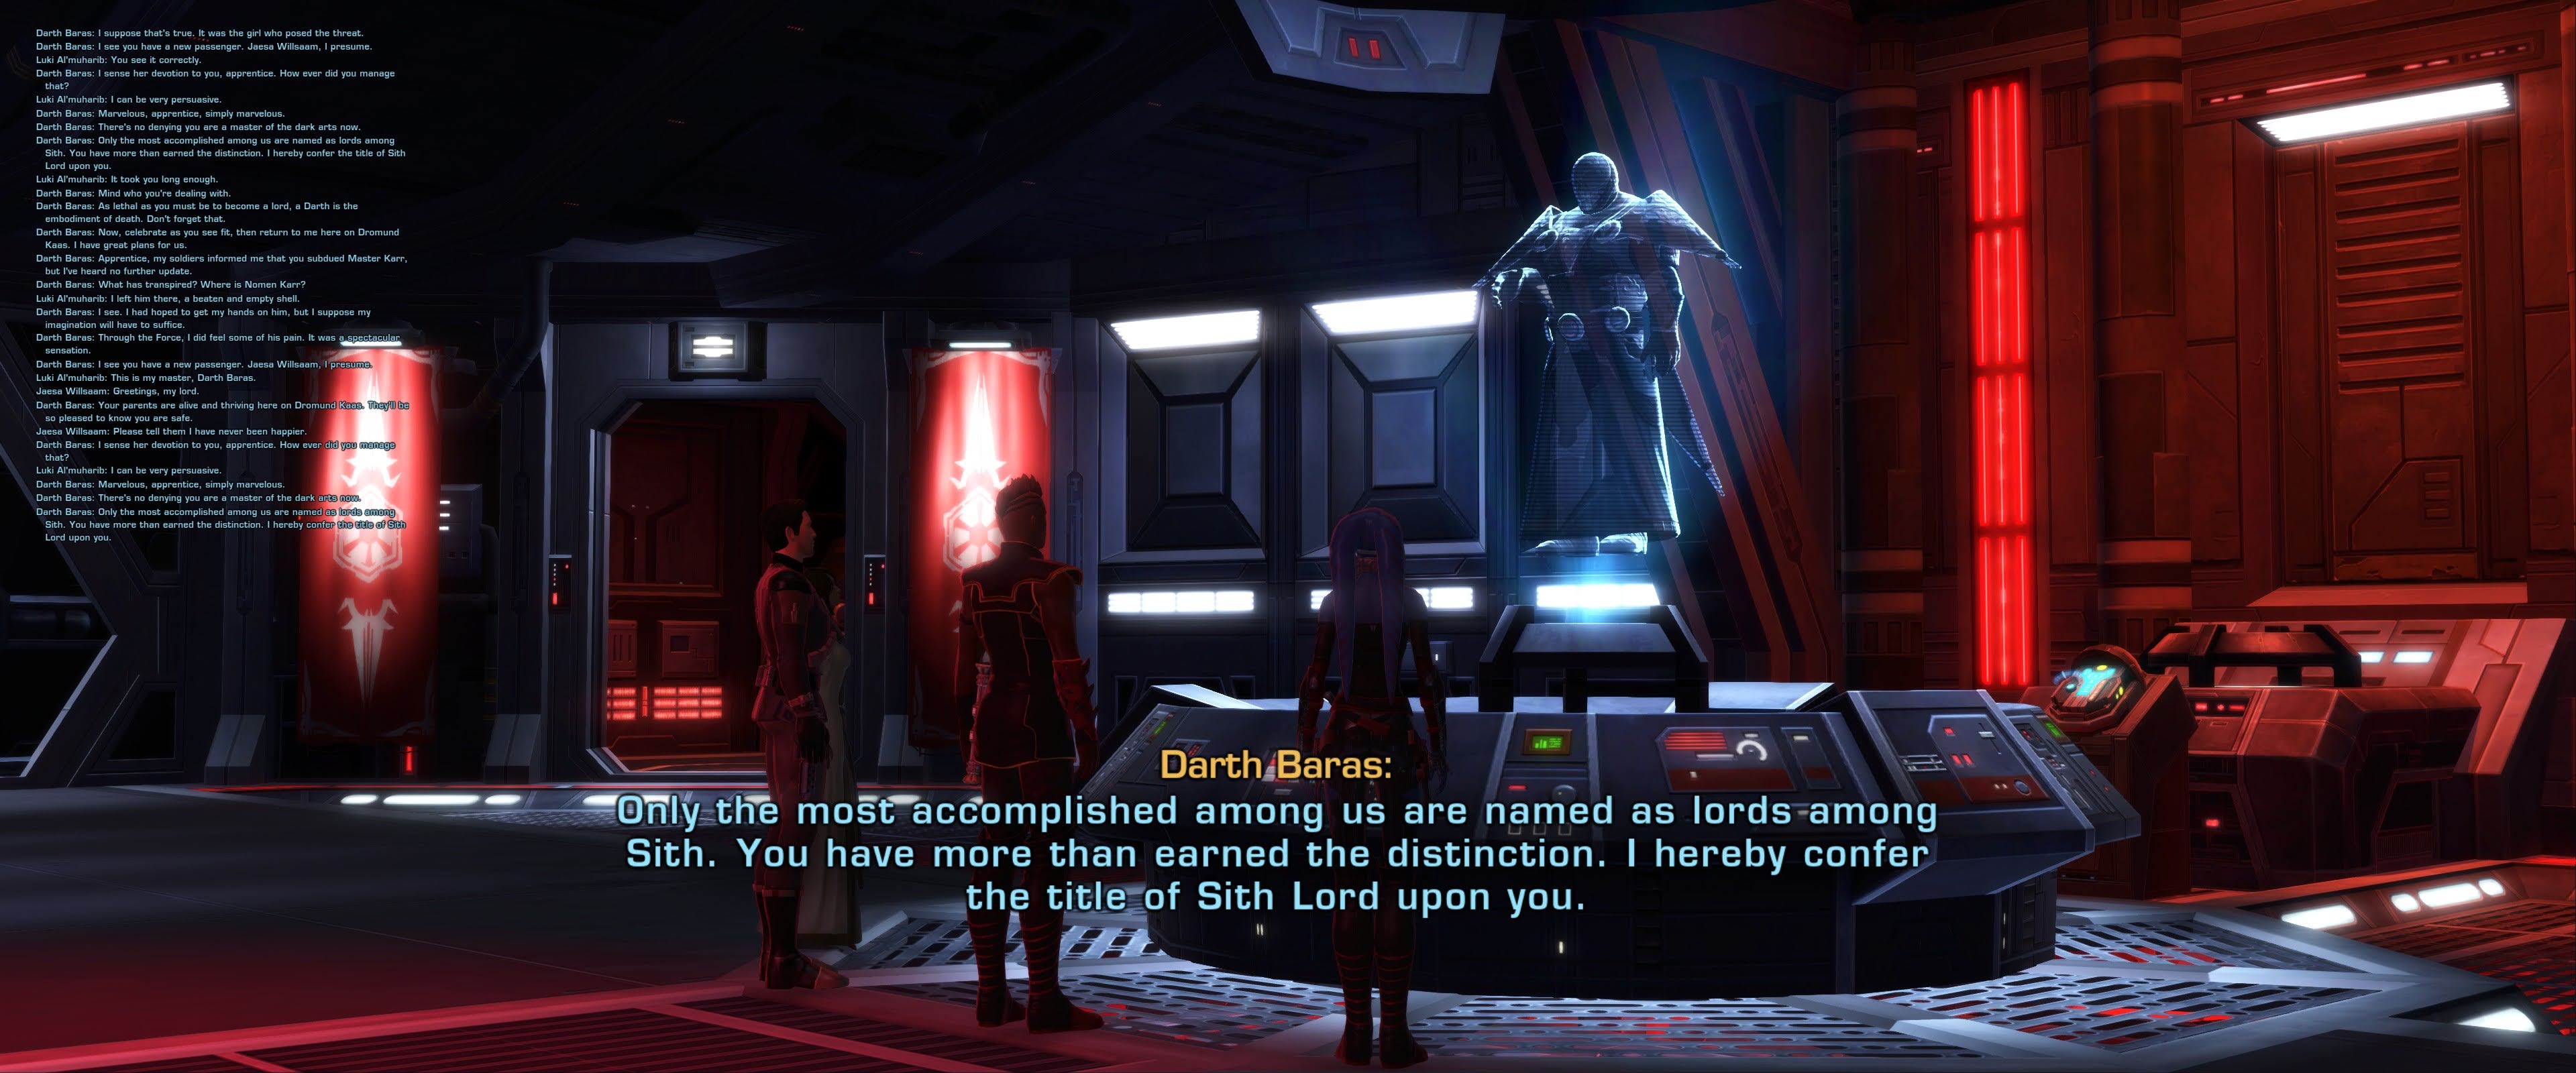 Darth Baras: I suppose that's true. It was the girl who posed the threat.
Darth Baras: I see you have a new passenger. Jaesa Willsaam, I presume.
Luki Al'muharib: You see it correctly.
Darth Baras: I sense her devotion to you, apprentice. How ever did you manage
that?
Luki Al'muharib: I can be very persuasive.
Darth Baras: Marvelous, apprentice, simply marvelous.
Darth Baras: There's no denying you are a master of the dark arts now.
Darth Baras: Only the most accomplished among us are named as lords among
Sith. You have more than earned the distinction. I hereby confer the title of Sith
Lord upon you.
Luki Al'muharib: It took you long enough.
Darth Baras: Mind who you're dealing with.
Darth Baras: As lethal as you must be to become a lord, a Darth is the
embodiment of death. Don't forget that.
Darth Baras: Now, celebrate as you see fit, then return to me here on Dromund
Kaas. I have great plans for us.
Darth Baras: Apprentice, my soldiers informed me that you subdued Master Karr,
but I've heard no further update.
Darth Baras: What has transpired? Where is Nomen Karr?
Luki Al'muharib: I left him there, a beaten and empty shell.
Darth Baras: I see. I had hoped to get my hands on him, but I suppose my
imagination will have to suffice.
Darth Baras: Through the Force, I did feel some of his pain. It was a spectacular
sensation.
Darth Baras: I see you have a new passenger. Jaesa Willsaam, I presume.
Luki Al'muharib: This is my master, Darth Baras.
Jaesa Willsaam: Greetings, my lord.
Darth Baras: Your parents are alive and thriving here on Dromund Kaas. They'll be
so pleased to know you are safe.
Jaesa Willsaam: Please tell them I have never been happier.
Darth Baras: I sense her devotion to you, apprentice. How ever did you manage
that?
Luki Al'muharib: I can be very persuasive.
Darth Baras: Marvelous, apprentice, simply marvelous.
Darth Baras: There's no denying you are a master of the dark arts now.
Darth Baras: Only the most accomplished among us are named as lords among
Sith. You have more than earned the distinction. I hereby confer the title of Sith
Lord upon you.
Darth Baras:
Only the most accomplished among us are named as lords among
Sith. You have more than earned the distinction. I hereby confer
the title of Sith Lord upon you.